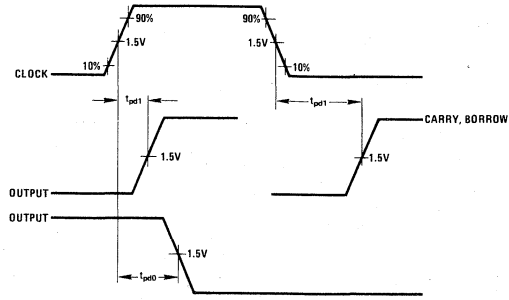 90%
90%
1.5V
1.5V
10%
10%
CLOCK
tpd1
tpd1
CARRY, BORROW
1.5V
1.5V
OUTPUT
OUTPUT
1.5V
tpd0